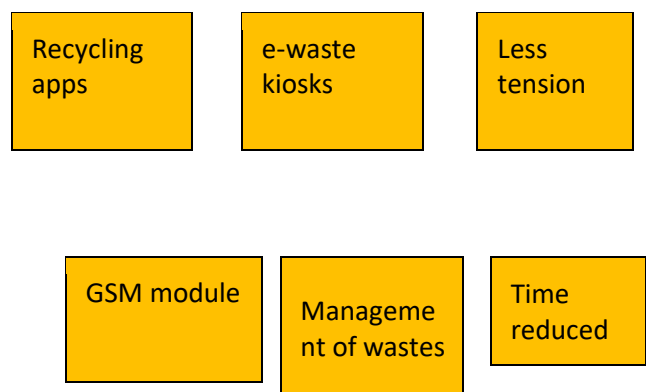 Recycling
apps
e-waste
kiosks
Less
tension
GSM module
Manageme
nt of wastes
Time
reduced